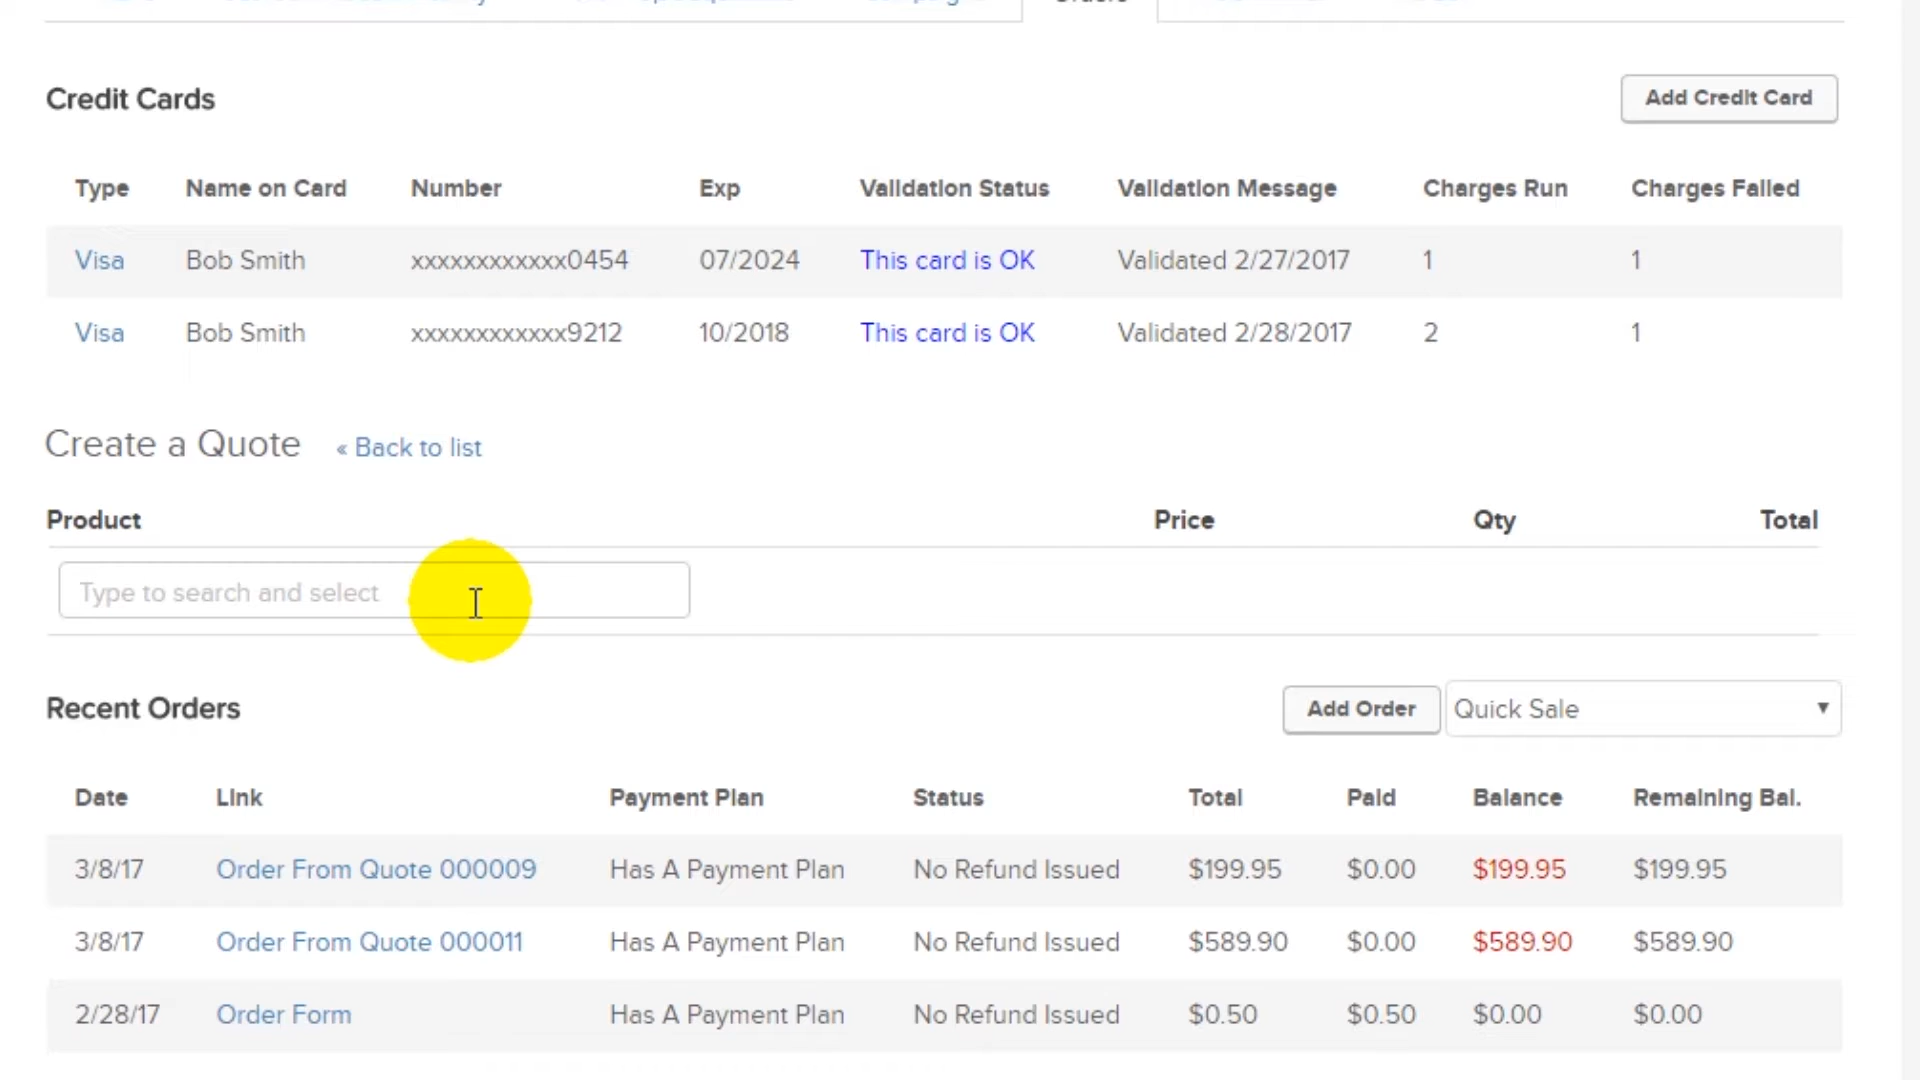 Orders
Credit Cards
Add Credit Card
Type Name on Card Number Exp Validation Status Validation Message Charges Run Charges Failed
Visa Bob Smith xxxxxxxxxxxx0454 07/2024 This card is OK Validated 2/27/2017 1 1
Visa Bob Smith xxxxxxxxxxxx9212 10/2018 This card is OK Validated 2/28/2017 2 1
Create a Quote « Back to list
Product Price Qty Total
Type to search and select
Recent Orders
Add Order Quick Sale
Date Link Payment Plan Status Total Paid Balance Remaining Bal.
3/8/17 Order From Quote 000009 Has A Payment Plan No Refund Issued $199.95 $0.00 $199.95 $199.95
3/8/17 Order From Quote 000011 Has A Payment Plan No Refund Issued $589.90 $0.00 $589.90 $589.90
2/28/17 Order Form Has A Payment Plan No Refund Issued $0.50 $0.50 $0.00 $0.00